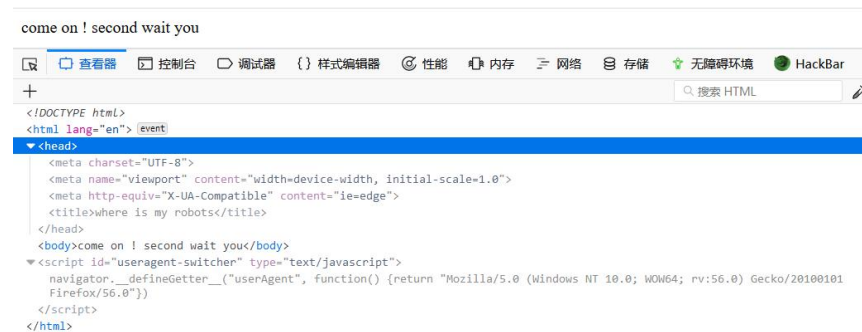 come on ! second wait you
查看器 控制台 调试器 {} 样式编辑器 性能 内存 网络 存储 无障碍环境 HackBar
+ 搜索 HTML
<!DOCTYPE html>
<html lang="en"> event
<head>
<meta charset="UTF-8">
<meta name="viewport" content="width=device-width, initial-scale=1.0">
<meta http-equiv="X-UA-Compatible" content="ie=edge">
<title>where is my robots</title>
</head>
<body>come on ! second wait you</body>
<script id="useragent-switcher" type="text/javascript">
navigator.__defineGetter__("userAgent", function() {return "Mozilla/5.0 (Windows NT 10.0; WOW64; rv:56.0) Gecko/20100101
Firefox/56.0"})
</script>
</html>